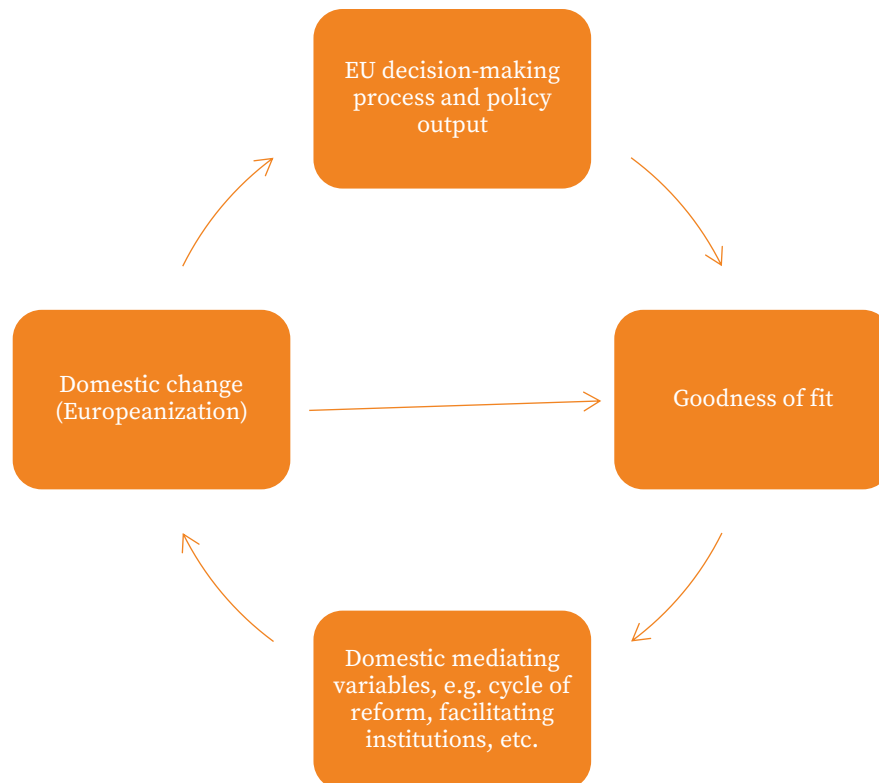 EU decision-making
process and policy
output
Domestic change
(Europeanization)
Goodness of fit
Domestic mediating
variables, e.g. cycle of
reform, facilitating
institutions, etc.